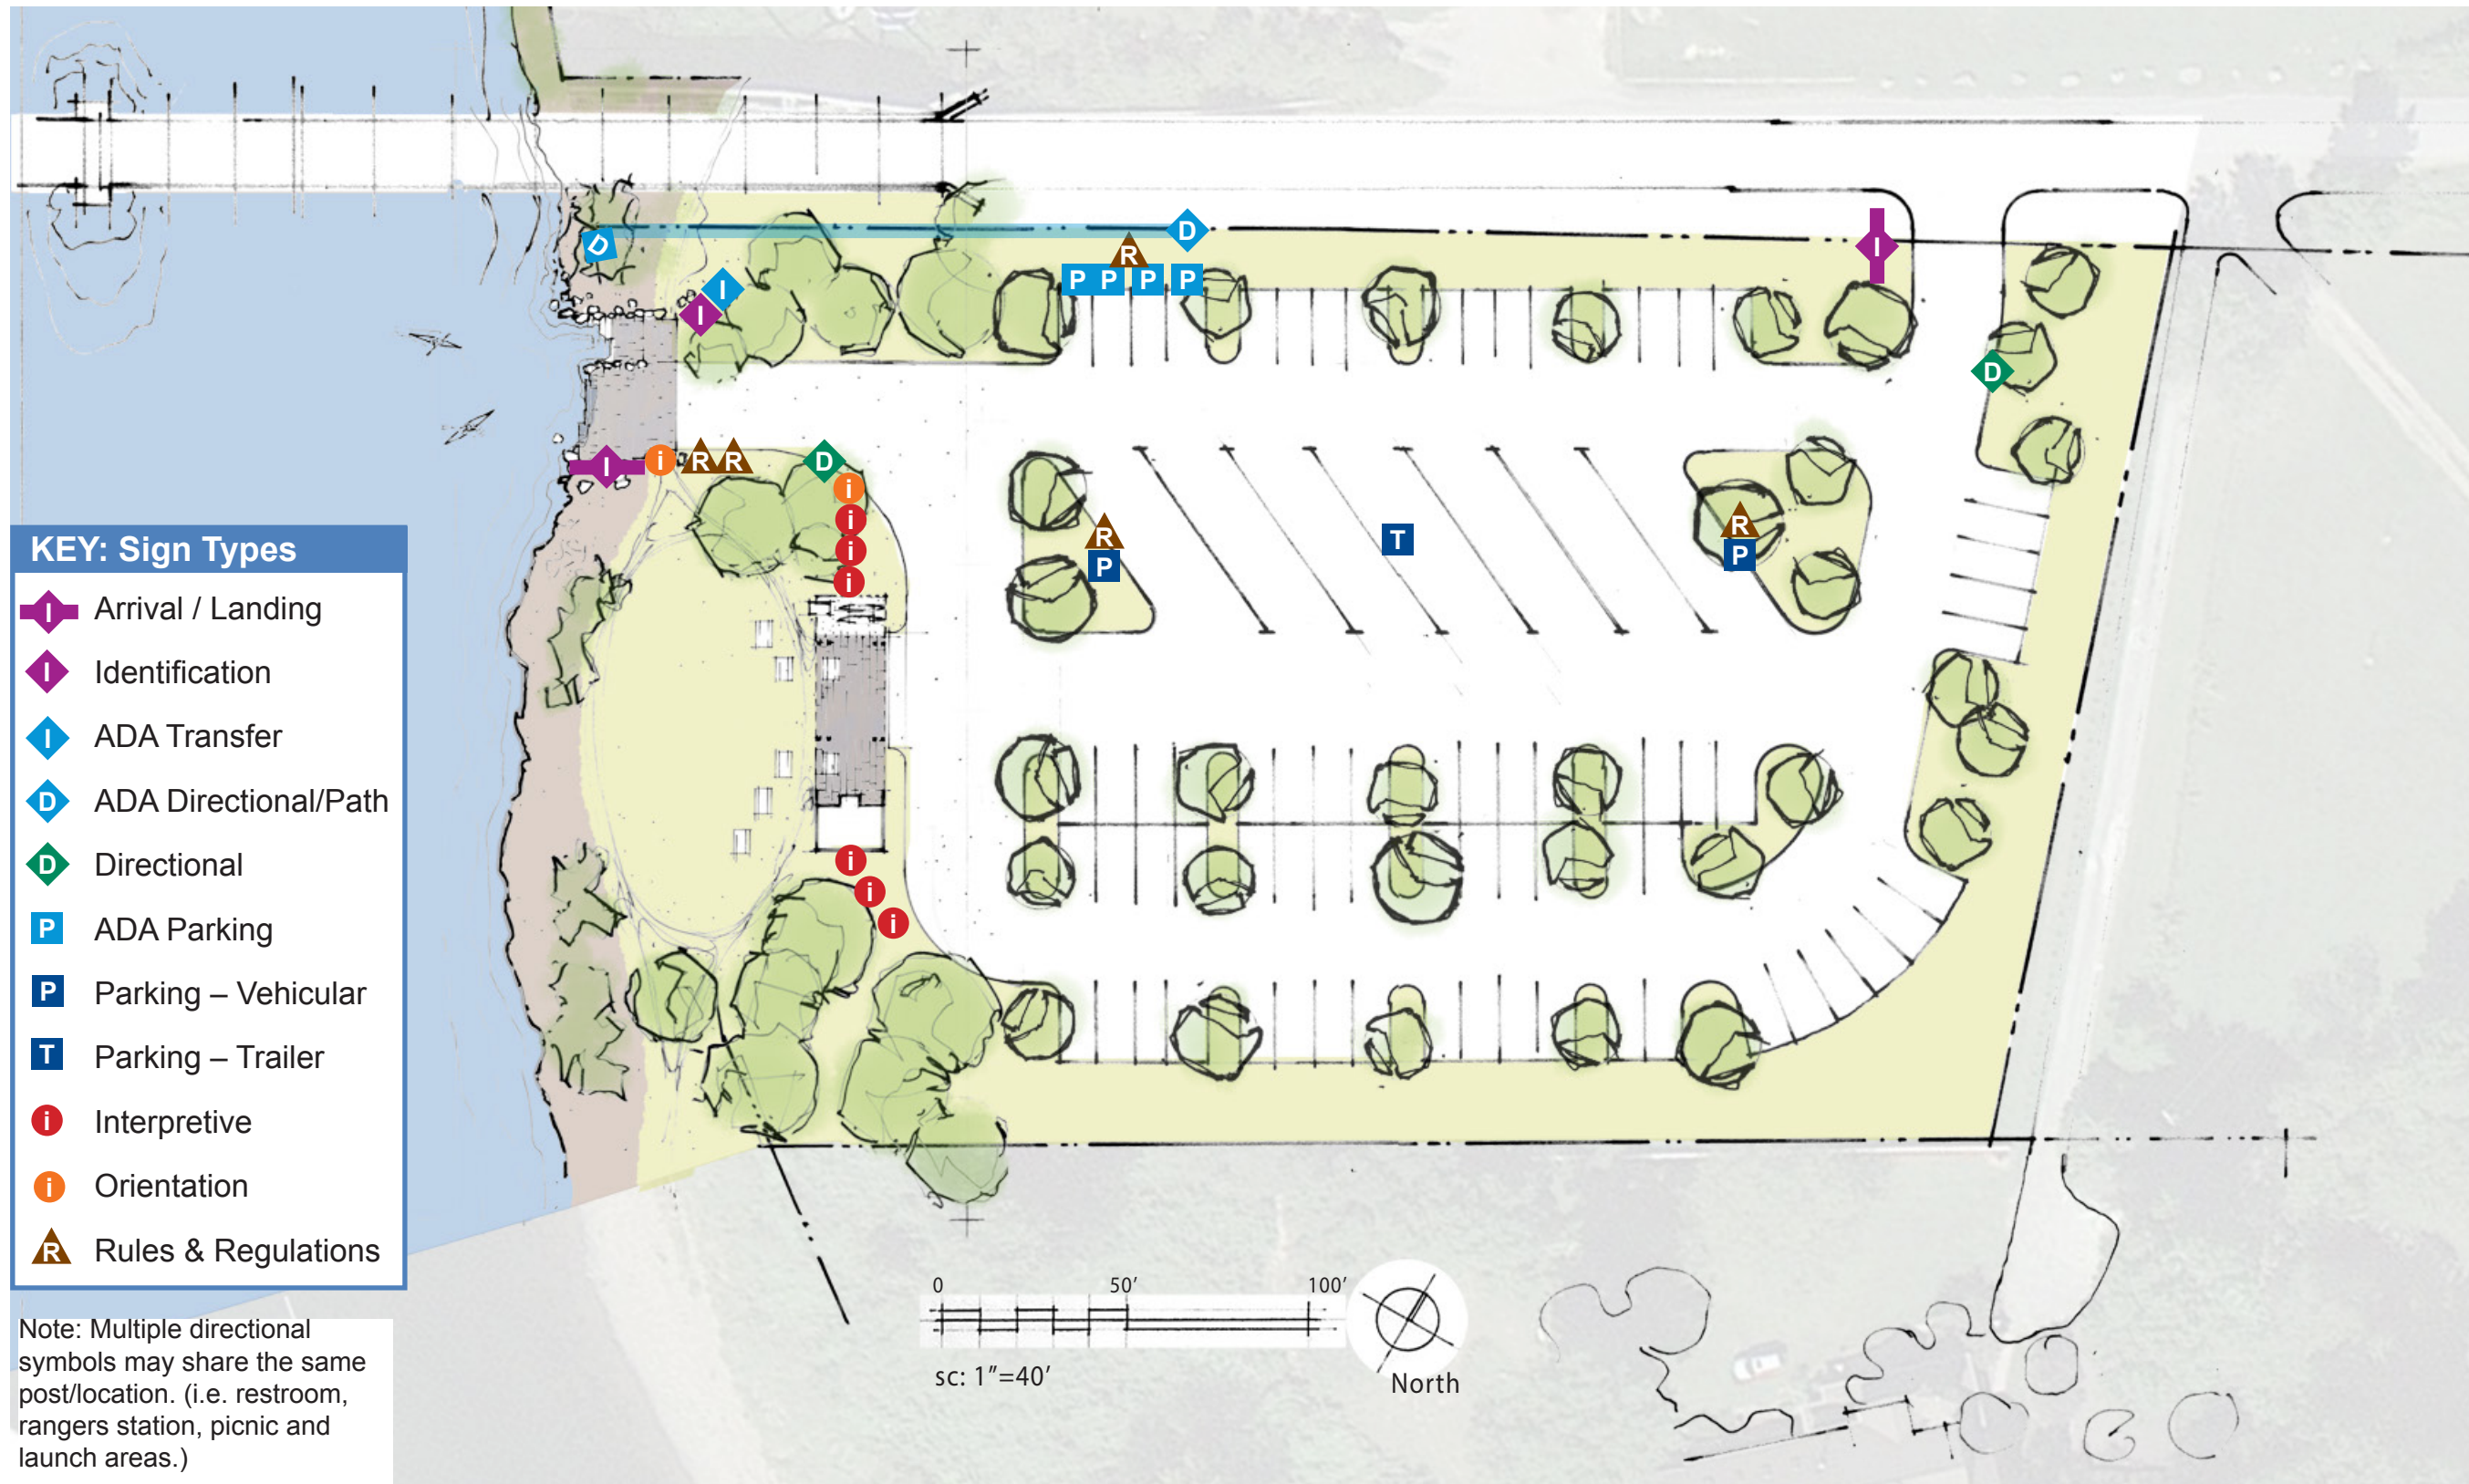 D
D
R
P P P P
I
I
I
D
I
i
R R
D
i
i
i
i
R
P
T
R
P
i
i
i
KEY: Sign Types
I Arrival / Landing
I Identification
I ADA Transfer
D ADA Directional/Path
D Directional
P ADA Parking
P Parking – Vehicular
T Parking – Trailer
i Interpretive
i Orientation
R Rules & Regulations
Note: Multiple directional
symbols may share the same
post/location. (i.e. restroom,
rangers station, picnic and
launch areas.)
0 50' 100'
sc: 1"=40'
North